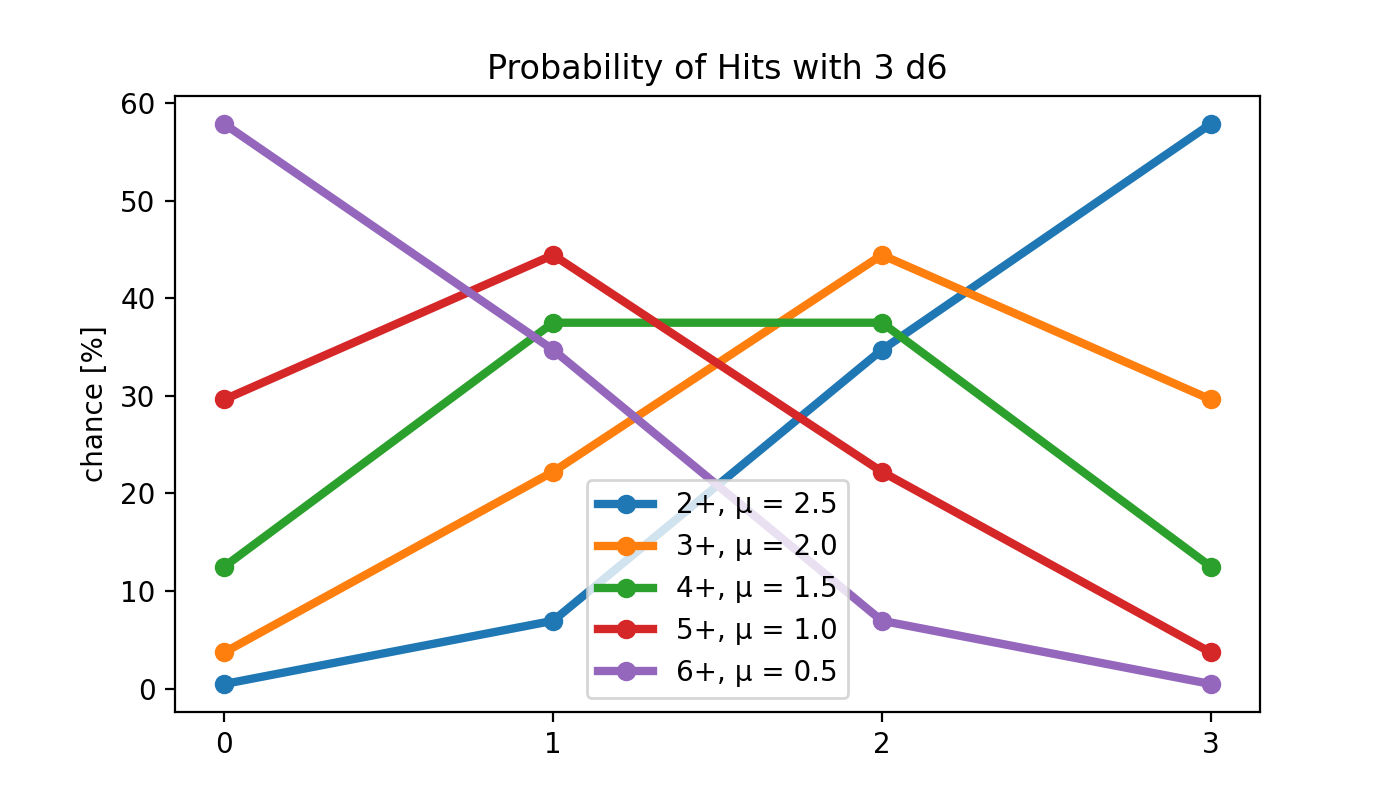 Probability of Hits with 3 d6
chance [%]
60
50
40
30
20
10
0
2+, μ = 2.5
3+, μ = 2.0
4+, μ = 1.5
5+, μ = 1.0
6+, μ = 0.5
0 1 2 3